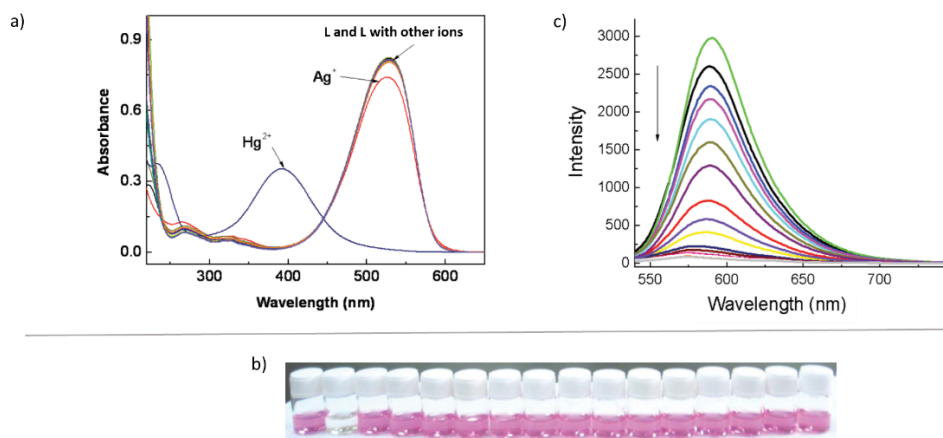 a)
L and L with other ions
Ag+
Hg2+
Absorbance
0.9
0.6
0.3
0.0
300
400
500
600
Wavelength (nm)
c)
Intensity
3000
2500
2000
1500
1000
500
0
550
600
650
700
Wavelength (nm)
b)